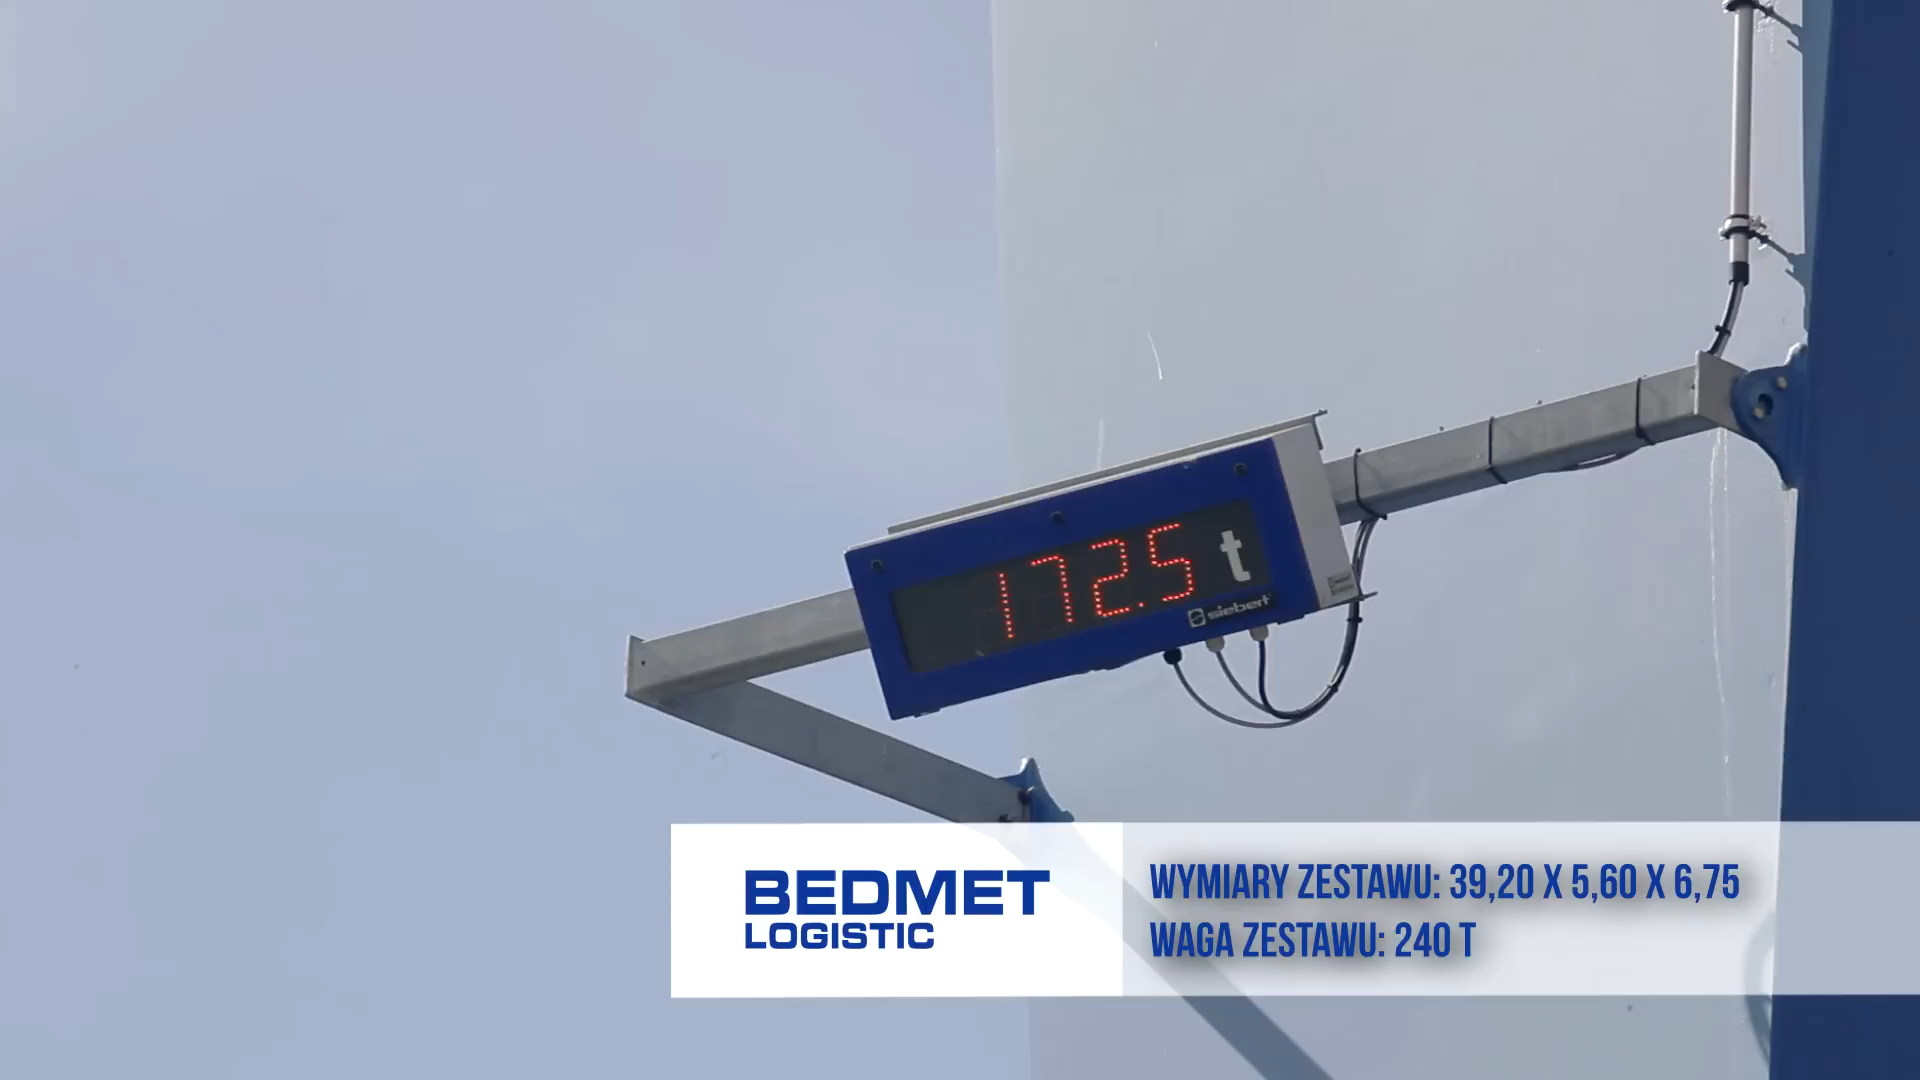 172.5 t
siebert
BEDMET
LOGISTIC
WYMIARY ZESTAWU: 39,20 X 5,60 X 6,75
WAGA ZESTAWU: 240 T